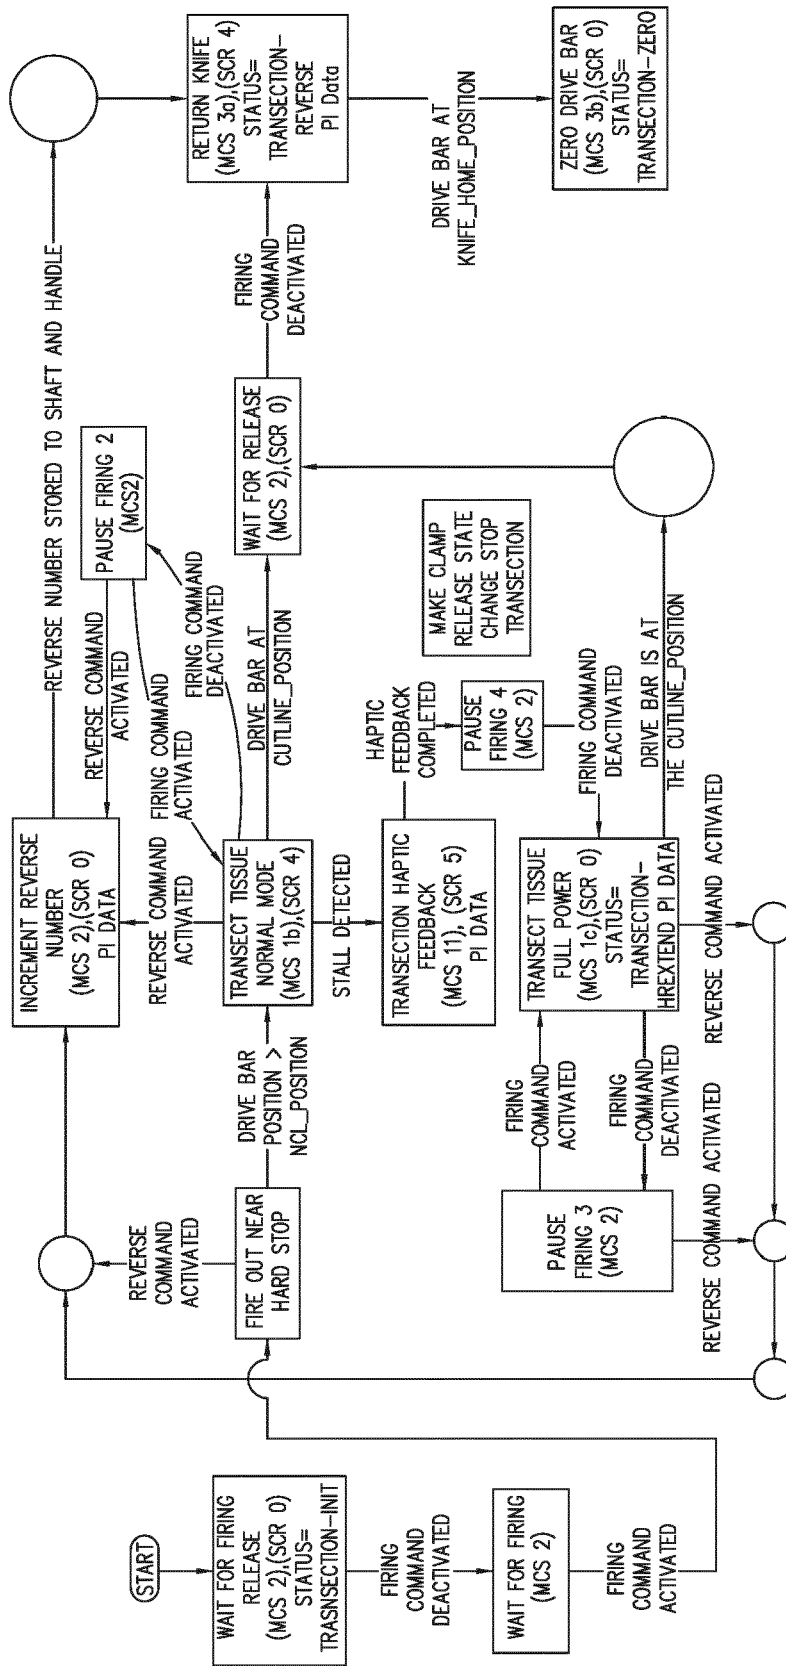 START
WAIT FOR FIRING
RELEASE
(MCS 2),(SCR 0)
STATUS=
TRASNSECTION-INIT
FIRING
COMMAND
DEACTIVATED
WAIT FOR FIRING
(MCS 2)
FIRING
COMMAND
ACTIVATED
FIRE OUT NEAR
HARD STOP
REVERSE
COMMAND
ACTIVATED
DRIVE BAR
POSITION >
NCL_POSITION
INCREMENT REVERSE
NUMBER
(MCS 2),(SCR 0)
PI DATA
REVERSE NUMBER STORED TO SHAFT AND HANDLE
REVERSE COMMAND
ACTIVATED
PAUSE FIRING 2
(MCS2)
REVERSE COMMAND
ACTIVATED
FIRING COMMAND
ACTIVATED
FIRING COMMAND
DEACTIVATED
TRANSECT TISSUE
NORMAL MODE
(MCS 1b),(SCR 4)
DRIVE BAR AT
CUTLINE_POSITION
WAIT FOR RELEASE
(MCS 2),(SCR 0)
FIRING
COMMAND
DEACTIVATED
RETURN KNIFE
(MCS 3a),(SCR 4)
STATUS=
TRANSECTION-
REVERSE
PI Data
DRIVE BAR AT
KNIFE_HOME_POSITION
ZERO DRIVE BAR
(MCS 3b),(SCR 0)
STATUS=
TRANSECTION-ZERO
STALL DETECTED
TRANSECTION HAPTIC
FEEDBACK
(MCS 11), (SCR 5)
PI DATA
HAPTIC
FEEDBACK
COMPLETED
PAUSE
FIRING 4
(MCS 2)
MAKE CLAMP
RELEASE STATE
CHANGE STOP
TRANSECTION
FIRING COMMAND
DEACTIVATED
TRANSECT TISSUE
FULL POWER
(MCS 1c),(SCR 0)
STATUS=
TRANSECTION-
HREXTEND PI DATA
FIRING
COMMAND
ACTIVATED
FIRING
COMMAND
DEACTIVATED
PAUSE
FIRING 3
(MCS 2)
DRIVE BAR IS AT
THE CUTLINE_POSITION
REVERSE COMMAND ACTIVATED
REVERSE COMMAND ACTIVATED